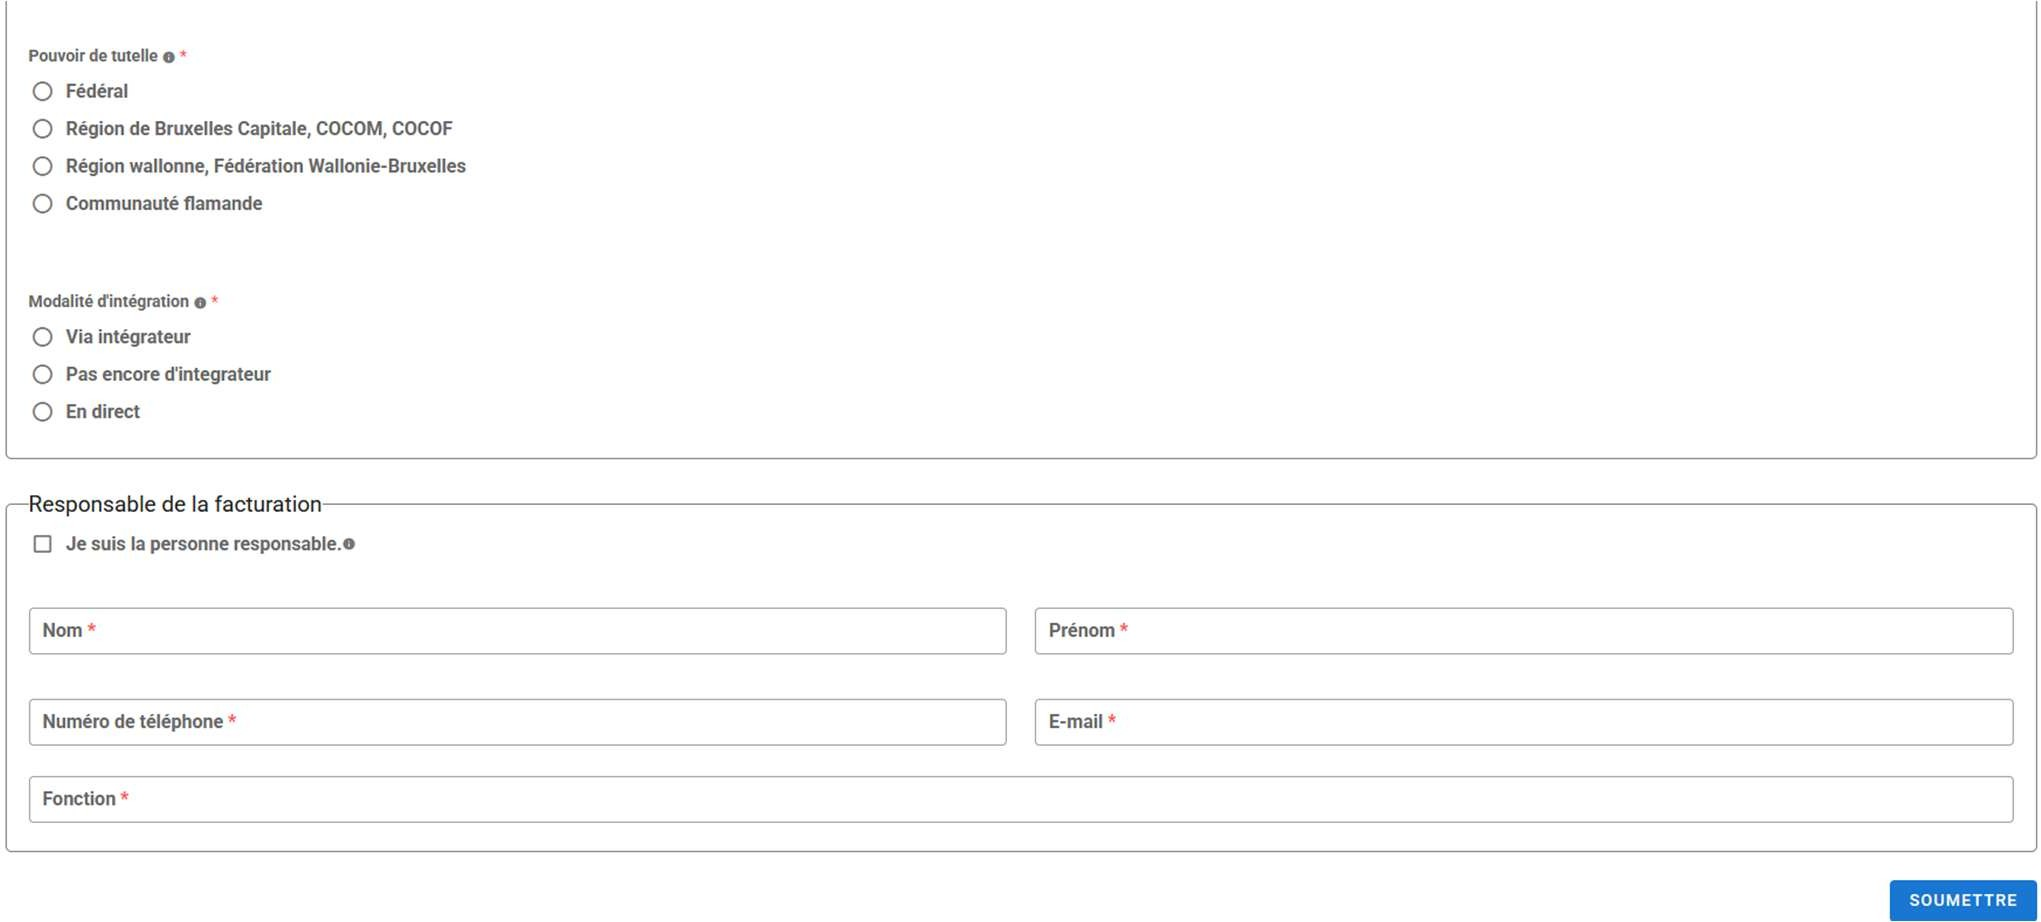 Pouvoir de tutelle *
Fédéral
Région de Bruxelles Capitale, COCOM, COCOF
Région wallonne, Fédération Wallonie-Bruxelles
Communauté flamande
Modalité d'intégration *
Via intégrateur
Pas encore d'integrateur
En direct
Responsable de la facturation
Je suis la personne responsable.
Nom *
Prénom *
Numéro de téléphone *
E-mail *
Fonction *
SOUMETTRE